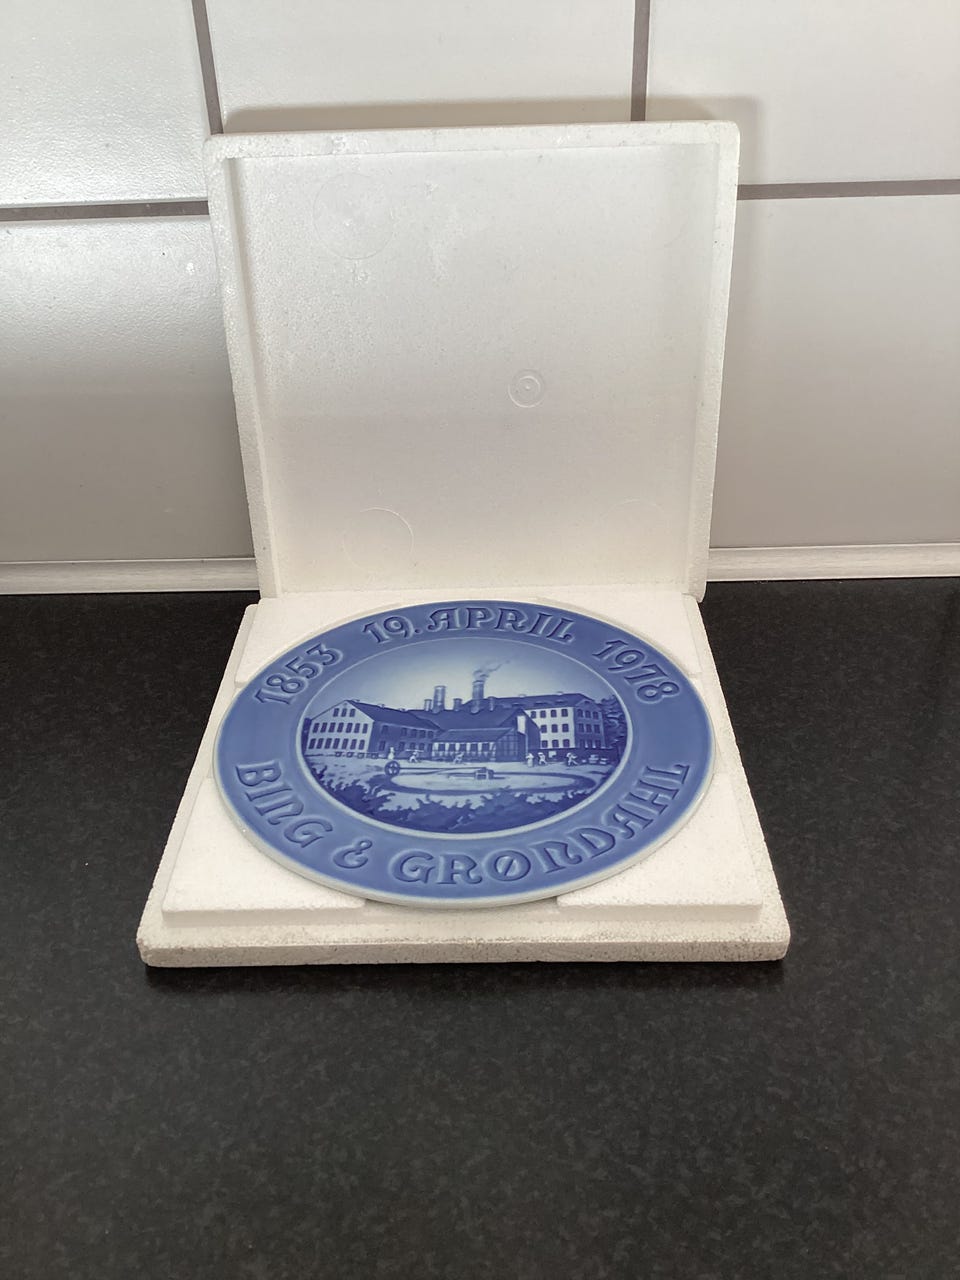 1853 19. APRIL 1978
BING & GRØNDAHL